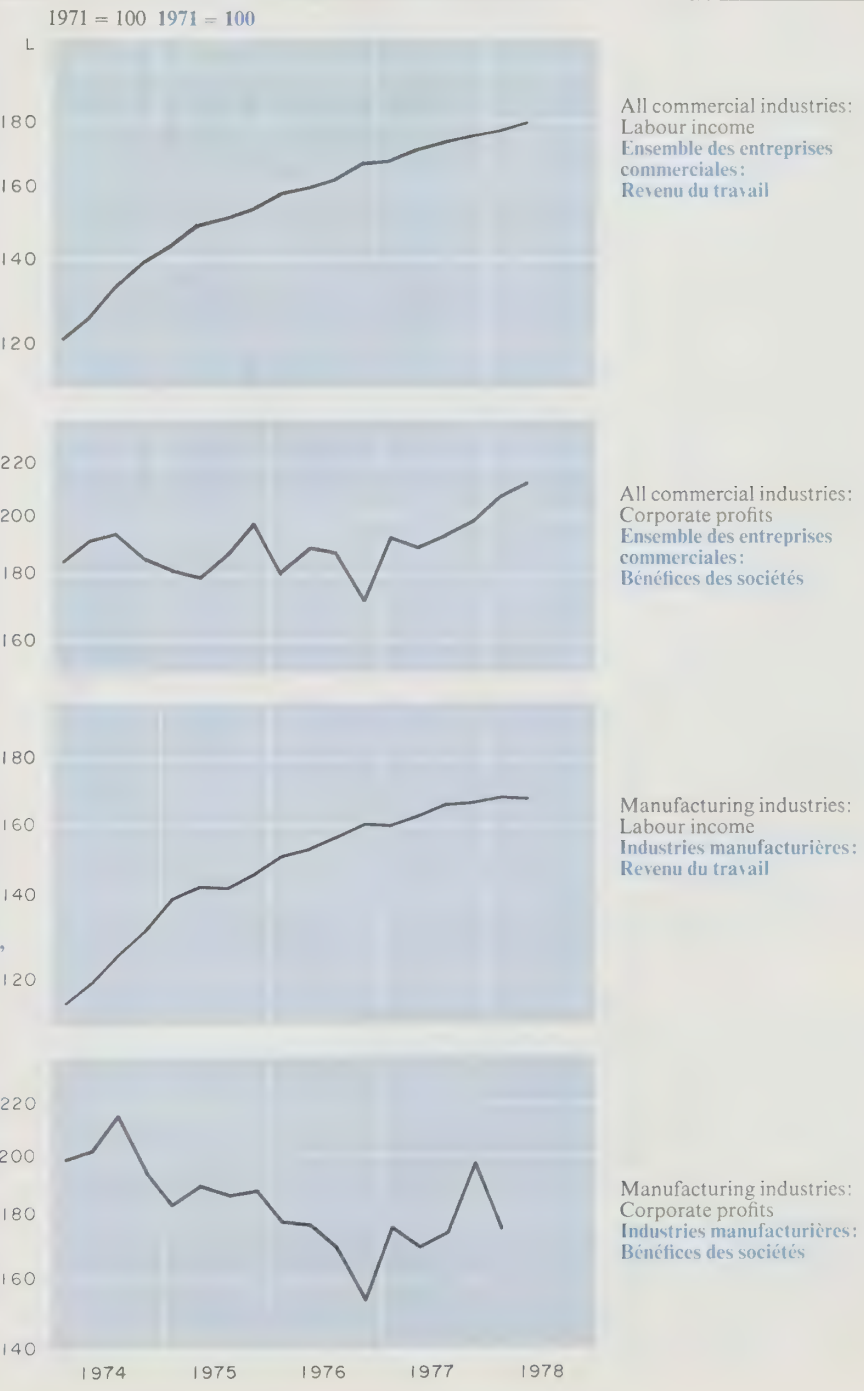 1971 = 100 1971 = 100
L
180
160
140
120
All commercial industries:
Labour income
Ensemble des entreprises
commerciales:
Revenu du travail
220
200
180
160
All commercial industries:
Corporate profits
Ensemble des entreprises
commerciales:
Bénéfices des sociétés
180
160
140
120
Manufacturing industries:
Labour income
Industries manufacturières:
Revenu du travail
220
200
180
160
140
Manufacturing industries:
Corporate profits
Industries manufacturières:
Bénéfices des sociétés
1974 1975 1976 1977 1978